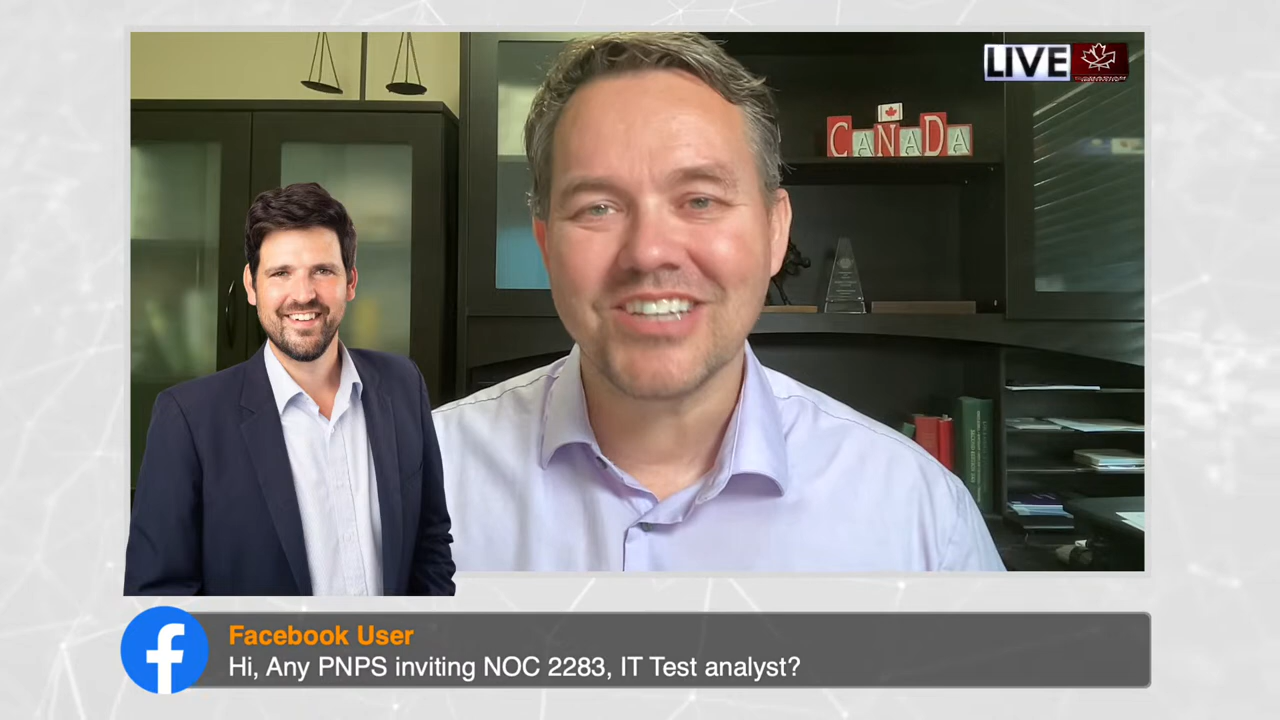 LIVE
CANADA
Facebook User
Hi, Any PNPS inviting NOC 2283, IT Test analyst?